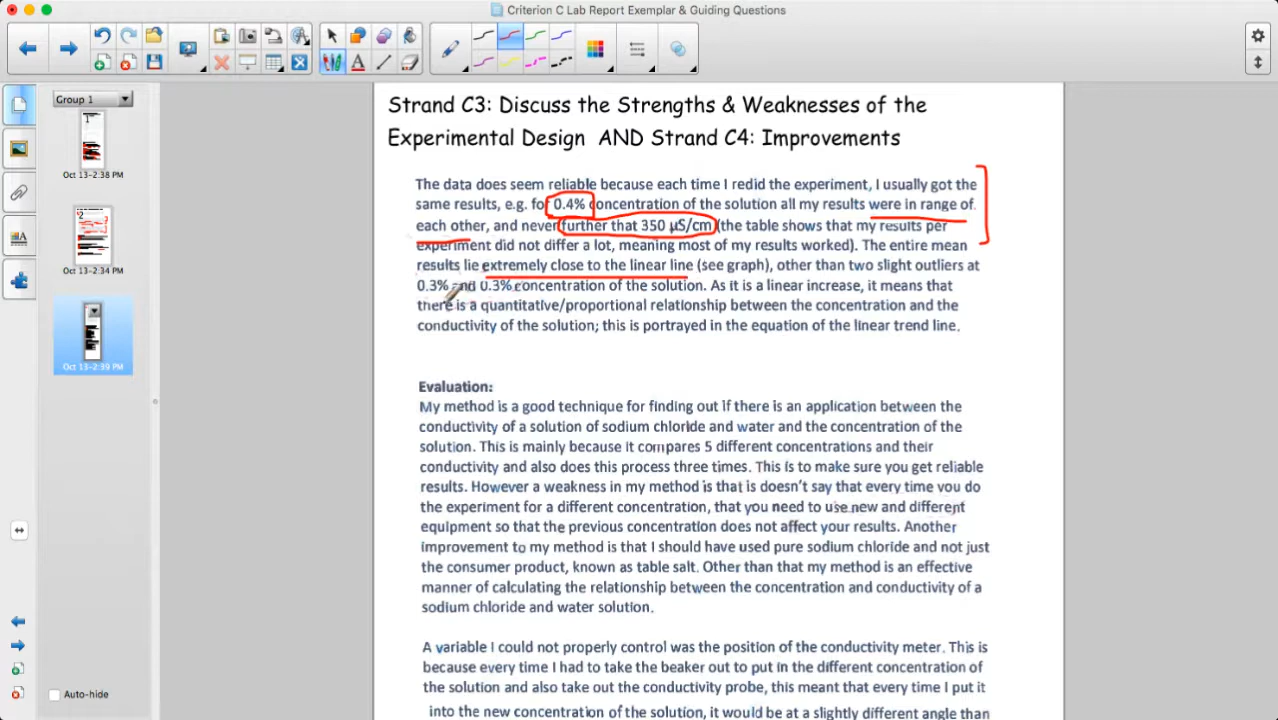 Criterion C Lab Report Exemplar & Guiding Questions
Group 1
Oct 13-2:38 PM
Oct 13-2:34 PM
Oct 13-2:39 PM
Auto-hide
Strand C3: Discuss the Strengths & Weaknesses of the
Experimental Design AND Strand C4: Improvements
The data does seem reliable because each time I redid the experiment, I usually got the
same results, e.g. for 0.4% concentration of the solution all my results were in range of
each other, and never further that 350 µS/cm (the table shows that my results per
experiment did not differ a lot, meaning most of my results worked). The entire mean
results lie extremely close to the linear line (see graph), other than two slight outliers at
0.3% and 0.3% concentration of the solution. As it is a linear increase, it means that
there is a quantitative/proportional relationship between the concentration and the
conductivity of the solution; this is portrayed in the equation of the linear trend line.
Evaluation:
My method is a good technique for finding out if there is an application between the
conductivity of a solution of sodium chloride and water and the concentration of the
solution. This is mainly because it compares 5 different concentrations and their
conductivity and also does this process three times. This is to make sure you get reliable
results. However a weakness in my method is that is doesn't say that every time you do
the experiment for a different concentration, that you need to use new and different
equipment so that the previous concentration does not affect your results. Another
improvement to my method is that I should have used pure sodium chloride and not just
the consumer product, known as table salt. Other than that my method is an effective
manner of calculating the relationship between the concentration and conductivity of a
sodium chloride and water solution.
A variable I could not properly control was the position of the conductivity meter. This is
because every time I had to take the beaker out to put in the different concentration of
the solution and also take out the conductivity probe, this meant that every time I put it
into the new concentration of the solution, it would be at a slightly different angle than